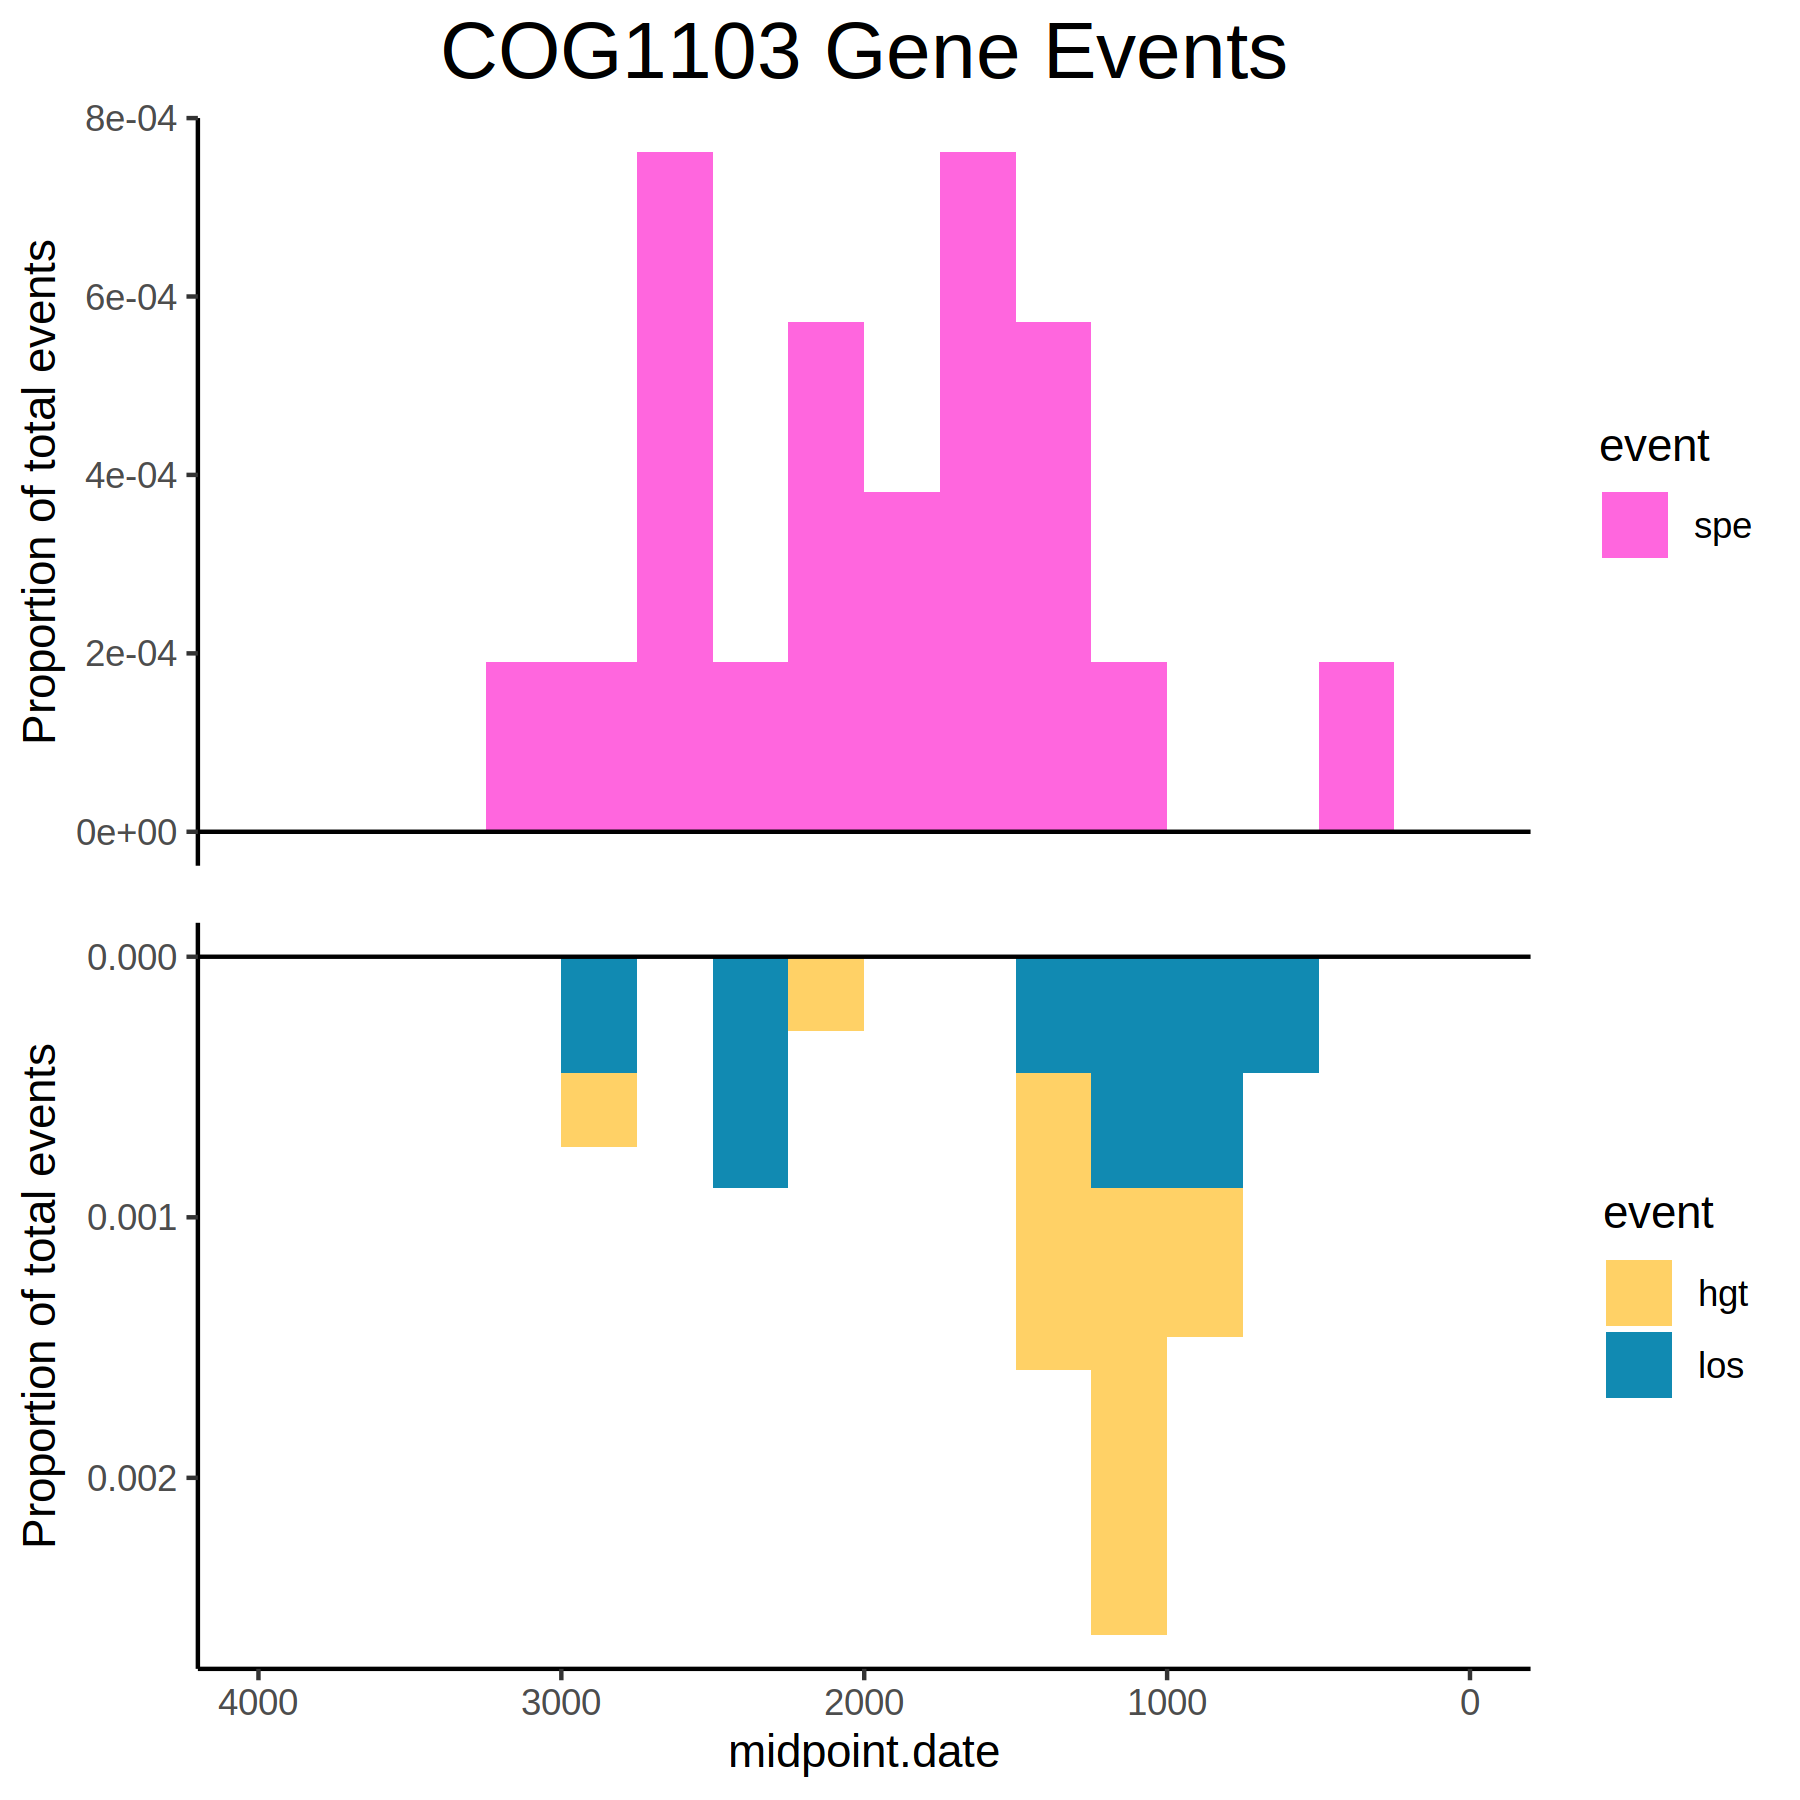 COG1103 Gene Events
Proportion of total events
8e-04
6e-04
4e-04
2e-04
0e+00
event
spe
Proportion of total events
0.000
0.001
0.002
event
hgt
los
4000 3000 2000 1000 0
midpoint.date